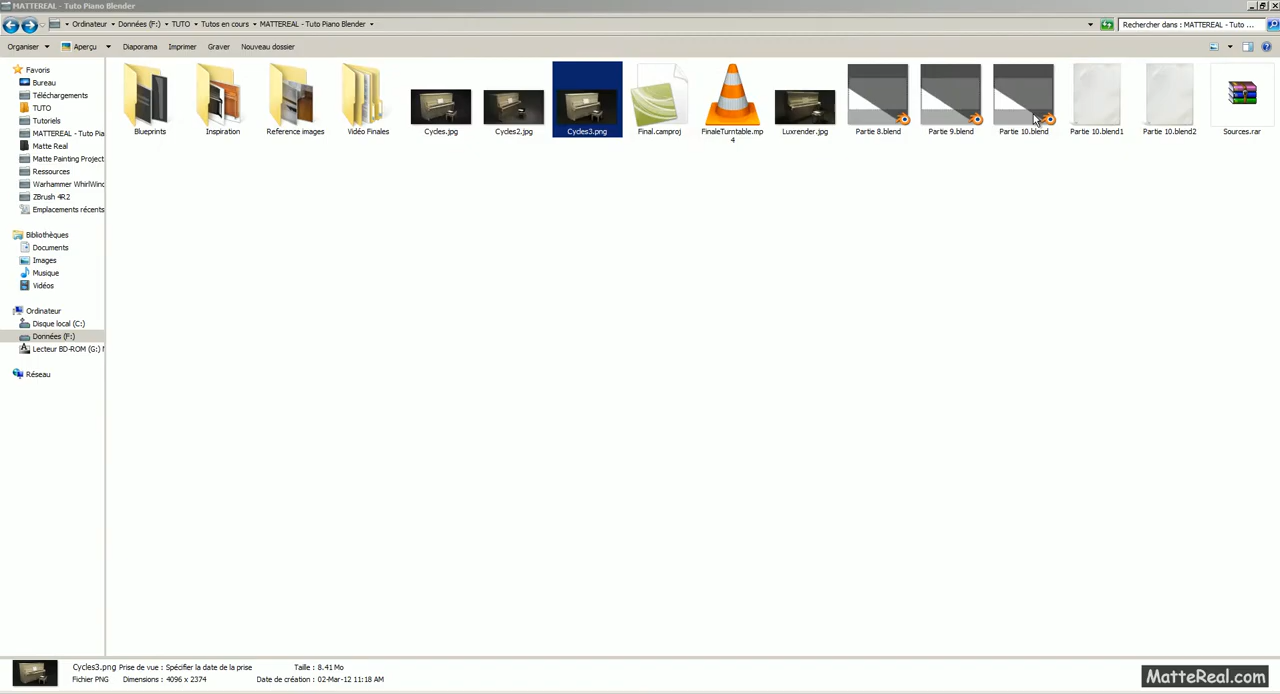 MATTEREAL - Tuto Piano Blender
Ordinateur
Données (F:)
TUTO
Tutos en cours
MATTEREAL - Tuto Piano Blender
Rechercher dans : MATTEREAL - Tuto ...
Organiser
Aperçu
Diaporama
Imprimer
Graver
Nouveau dossier
Favoris
Bureau
Téléchargements
TUTO
Tutoriels
MATTEREAL - Tuto Pia
Matte Real
Matte Painting Project
Ressources
Warhammer WhirlWind
ZBrush 4R2
Emplacements récents
Bibliothèques
Documents
Images
Musique
Vidéos
Ordinateur
Disque local (C:)
Données (F:)
Lecteur BD-ROM (G:) M
Réseau
Blueprints
Inspiration
Reference images
Vidéo Finales
Cycles.jpg
Cycles2.jpg
Cycles3.png
Final.camproj
FinaleTurntable.mp
4
Luxrender.jpg
Partie 8.blend
Partie 9.blend
Partie 10.blend
Partie 10.blend1
Partie 10.blend2
Sources.rar
Cycles3.png Prise de vue : Spécifier la date de la prise
Taille : 8.41 Mo
Fichier PNG
Dimensions : 4096 x 2374
Date de création : 02-Mar-12 11:18 AM
MatteReal.com